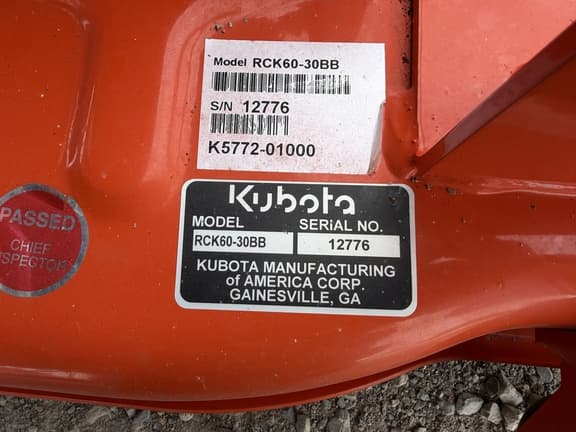 Model RCK60-30BB
S/N 12776
K5772-01000
Kubota
MODEL SERIAL NO.
RCK60-30BB 12776
KUBOTA MANUFACTURING
of AMERICA CORP.
GAINESVILLE, GA
PASSED
CHIEF
NSPECTOR